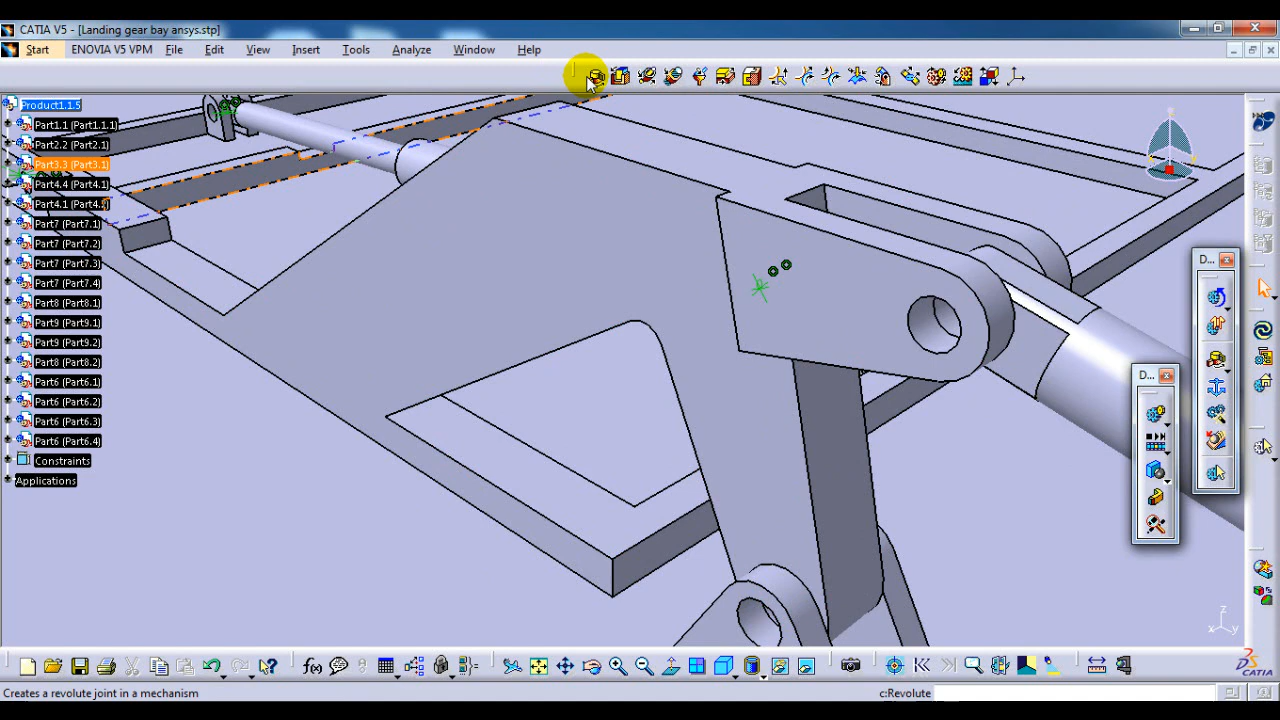 CATIA V5 - [Landing gear bay ansys.stp]
Start ENOVIA V5 VPM File Edit View Insert Tools Analyze Window Help
Product1.1.5
Part1.1 (Part1.1.1)
Part2.2 (Part2.1)
Part3.3 (Part3.1)
Part4.4 (Part4.1)
Part4.1 (Part4.5)
Part7 (Part7.1)
Part7 (Part7.2)
Part7 (Part7.3)
Part7 (Part7.4)
Part8 (Part8.1)
Part9 (Part9.1)
Part9 (Part9.2)
Part8 (Part8.2)
Part6 (Part6.1)
Part6 (Part6.2)
Part6 (Part6.3)
Part6 (Part6.4)
Constraints
Applications
D...
D...
z
x y
f(x)
CATIA
Creates a revolute joint in a mechanism
c:Revolute